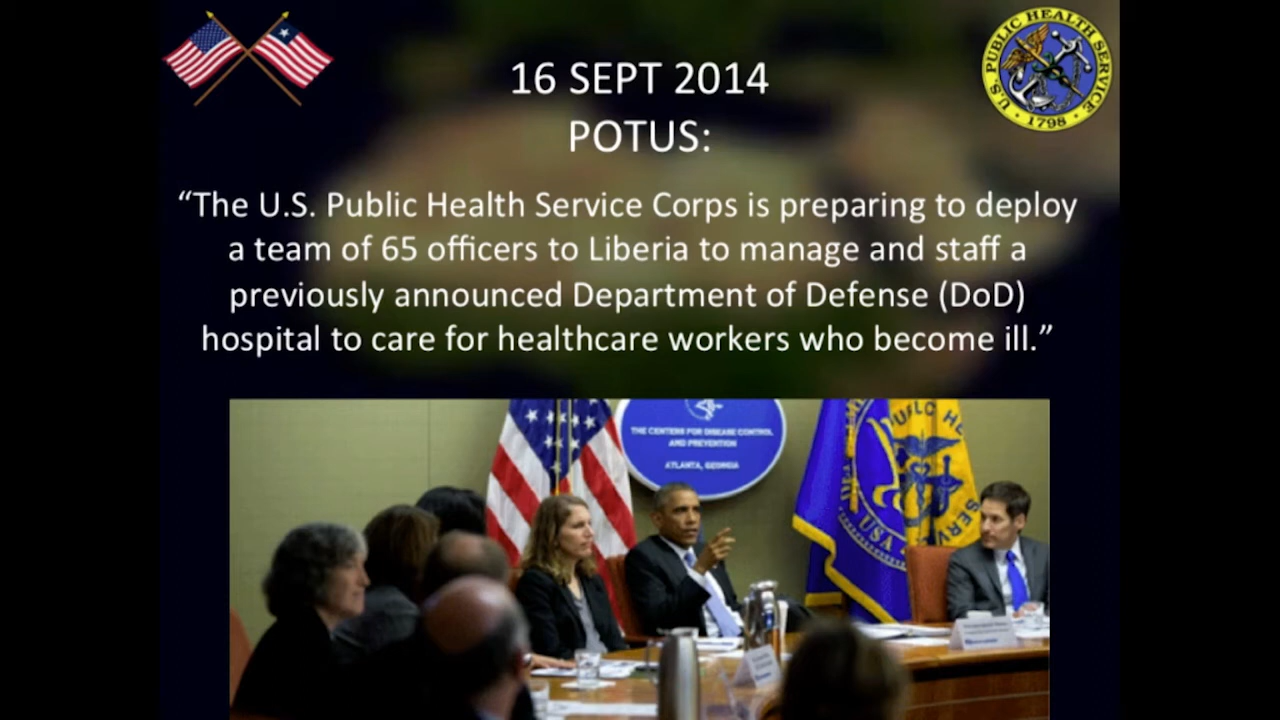 16 SEPT 2014
POTUS:
“The U.S. Public Health Service Corps is preparing to deploy
a team of 65 officers to Liberia to manage and staff a
previously announced Department of Defense (DoD)
hospital to care for healthcare workers who become ill.”
U.S. PUBLIC HEALTH SERVICE
1798
THE CENTERS FOR DISEASE CONTROL
AND PREVENTION
ATLANTA, GEORGIA
USA